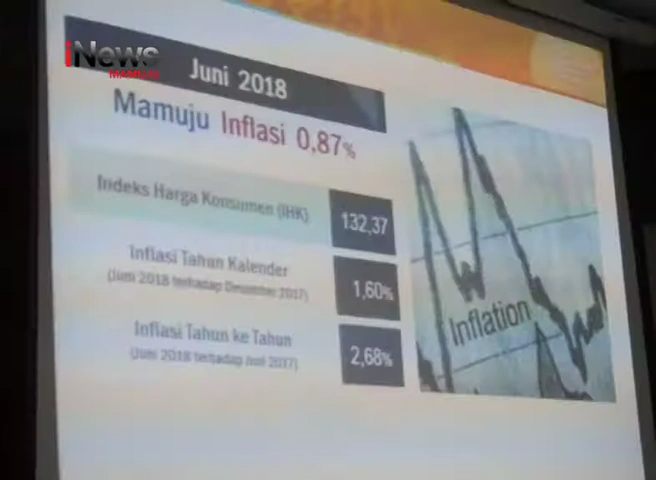 iNews
MAMUJU
Juni 2018
Mamuju Inflasi 0,87%
Indeks Harga Konsumen (IHK)
132,37
Inflasi Tahun Kalender
(Juni 2018 terhadap Desember 2017)
1,60%
Inflasi Tahun ke Tahun
(Juni 2018 terhadap Juni 2017)
2,68%
Inflation